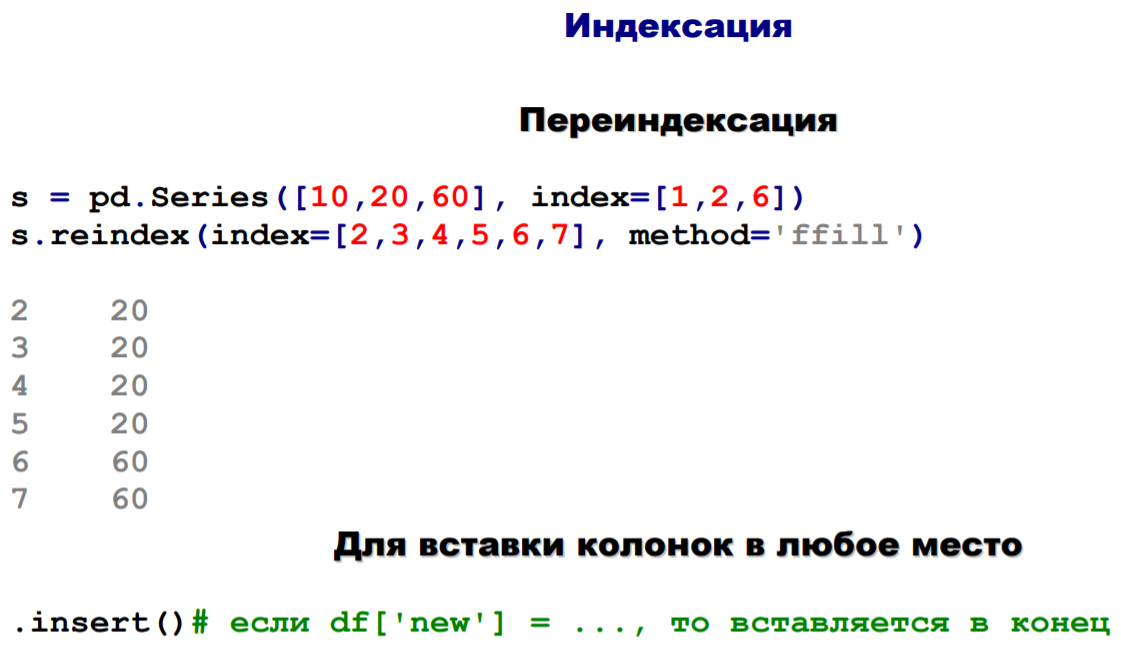 Индексация
Переиндексация
s = pd.Series([10,20,60], index=[1,2,6])
s.reindex(index=[2,3,4,5,6,7], method='ffill')
2    20
3    20
4    20
5    20
6    60
7    60
Для вставки колонок в любое место
.insert()# если df['new'] = ..., то вставляется в конец